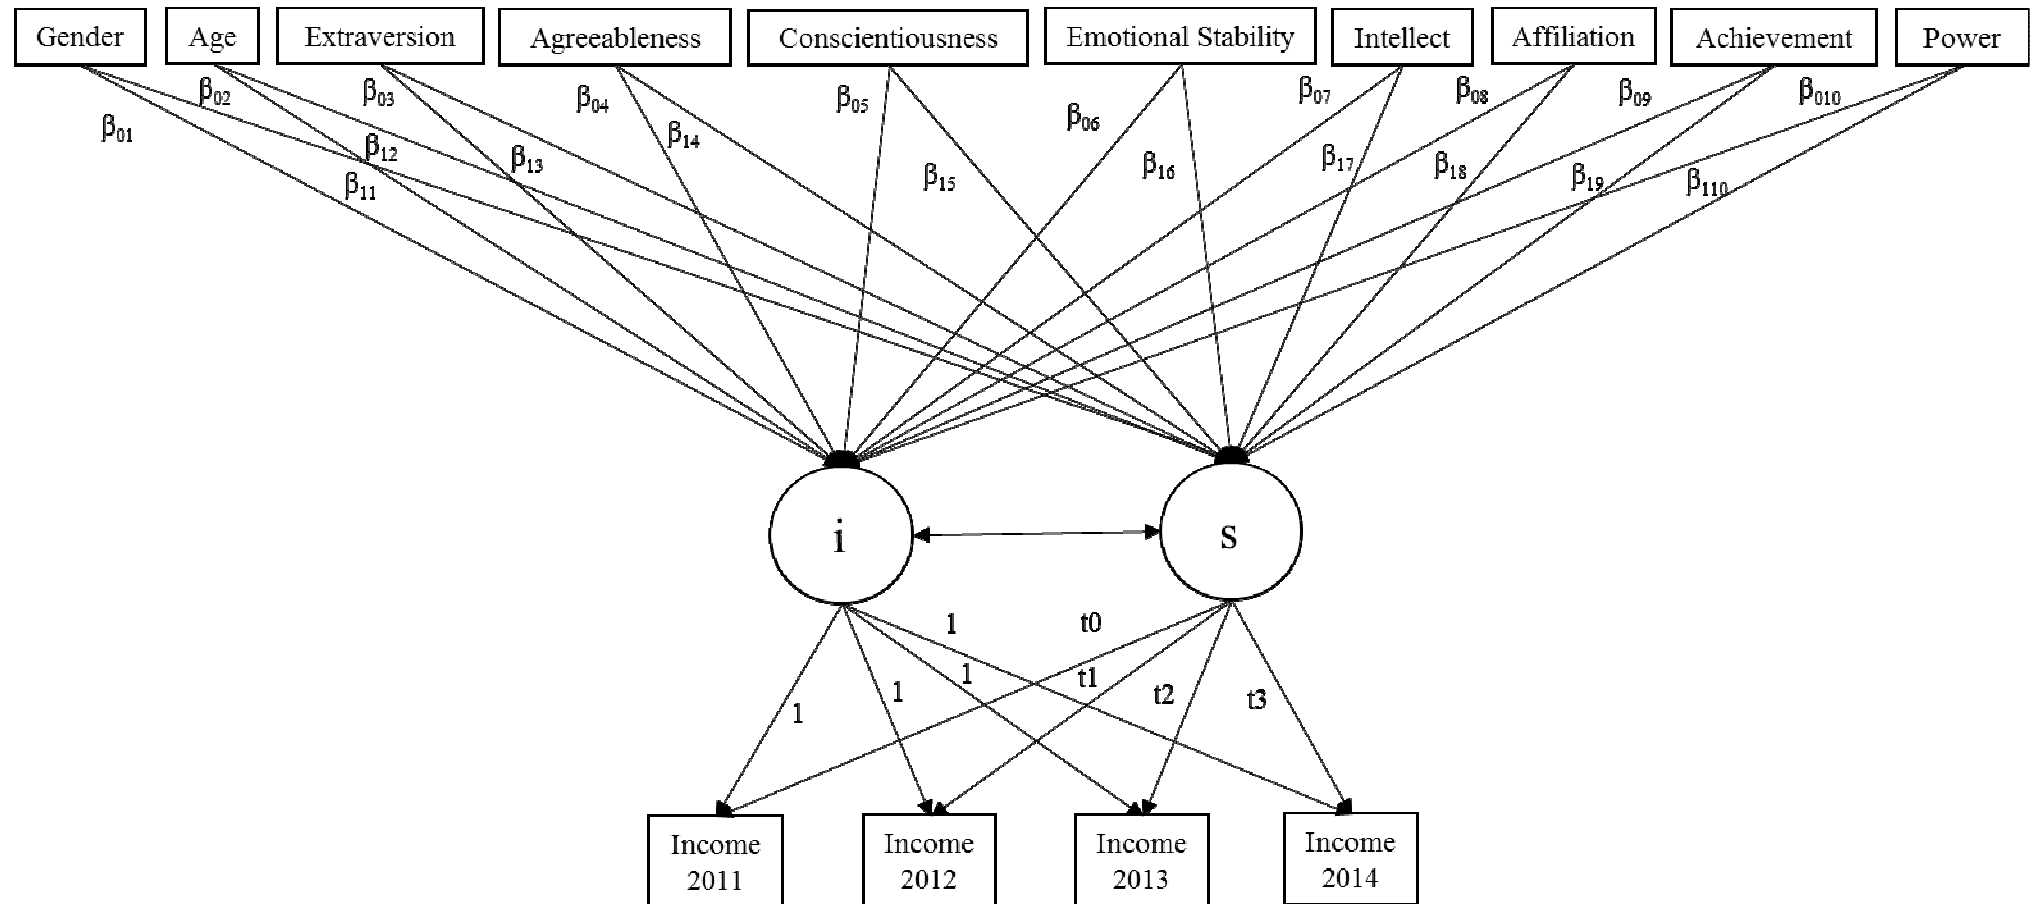 Gender Age Extraversion Agreeableness Conscientiousness Emotional Stability Intellect Affiliation Achievement Power
β02 β03 β04 β05 β06 β07 β08 β09 β010
β01
β12 β13 β14 β15 β16 β17 β18 β19 β110
β11
i s
1 t0
1 t1
1 1 t2 t3
Income Income Income Income
2011 2012 2013 2014